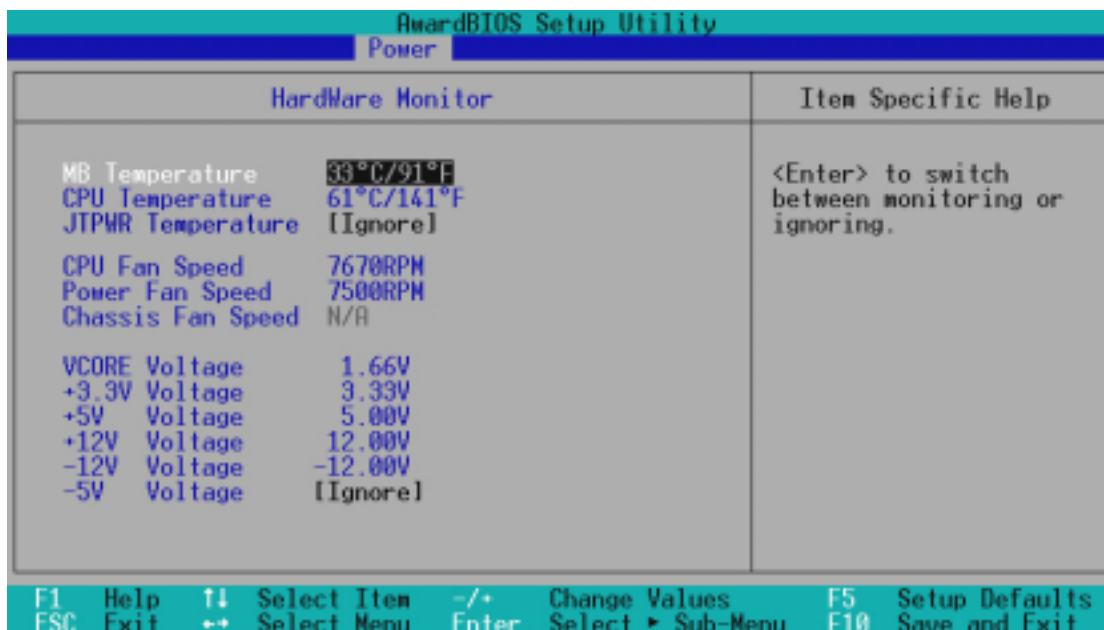 AwardBIOS Setup Utility
Power
HardWare Monitor
Item Specific Help
MB Temperature 33°C/91°F
CPU Temperature 61°C/141°F
JTPWR Temperature [Ignore]
CPU Fan Speed 7670RPM
Power Fan Speed 7500RPM
Chassis Fan Speed N/A
VCORE Voltage 1.66V
+3.3V Voltage 3.33V
+5V Voltage 5.00V
+12V Voltage 12.00V
-12V Voltage -12.00V
-5V Voltage [Ignore]
<Enter> to switch
between monitoring or
ignoring.
F1 Help ↑↓ Select Item -/+ Change Values F5 Setup Defaults
ESC Exit ←→ Select Menu Enter Select ► Sub-Menu F10 Save and Exit